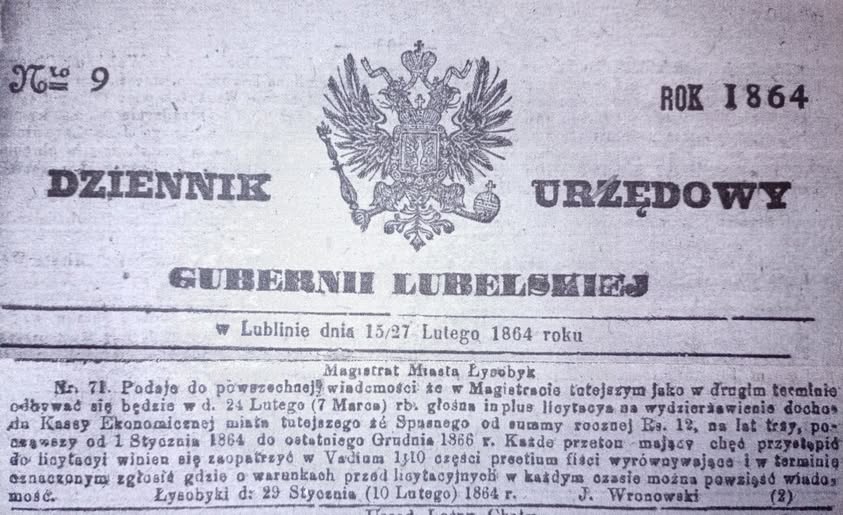 Nro 9
ROK 1864
DZIENNIK URZĘDOWY
GUBERNII LUBELSKIEJ
w Lublinie dnia 15/27 Lutego 1864 roku
Magistrat Miasta Łysobyk
Nr. 71. Podaje do powszechnej wiadomości że w Magistracie tutejszym jako w drugim terminie
odbywać się będzie w d. 24 Lutego (7 Marca) rb. głośna in plus licytacya na wydzierżawienie docho-
du Kassy Ekonomicznej miasta tutejszego zé Spasnego od summy rocznej Rs. 12, na lat trzy, po-
cząwszy od 1 Stycznia 1864 do ostatniego Grudnia 1866 r. Każde przeton mający chęć przystąpić
do licytacyi winien się zaopatrzyć w Vadium 1/10 części praetium fisci wyrównywające i w terminie
oznaczonym zgłosić gdzie o warunkach przed licytacyjnych w każdym czasie można powziąść wiado-
mość. Łysobyki d: 29 Stycznia (10 Lutego) 1864 r. J. Wronowski (2)